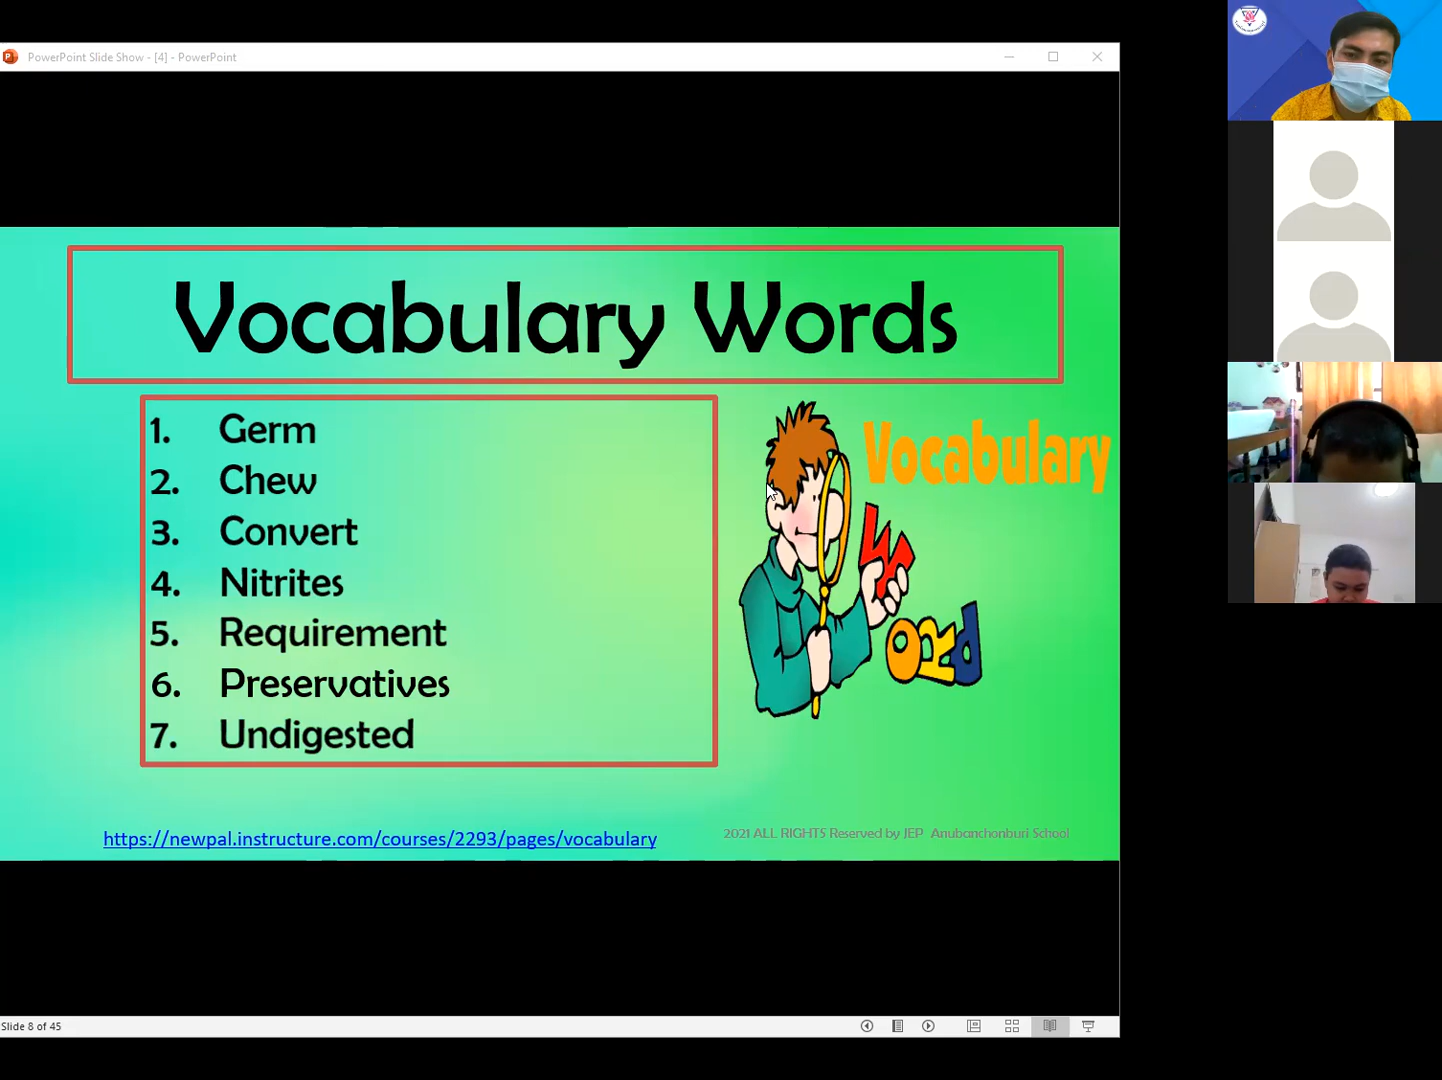 PowerPoint Slide Show - [4] - PowerPoint
Vocabulary Words
1. Germ
2. Chew
3. Convert
4. Nitrites
5. Requirement
6. Preservatives
7. Undigested
Vocabulary
WORD
https://newpal.instructure.com/courses/2293/pages/vocabulary
2021 ALL RIGHTS Reserved by JEP Anubanchonburi School
Slide 8 of 45